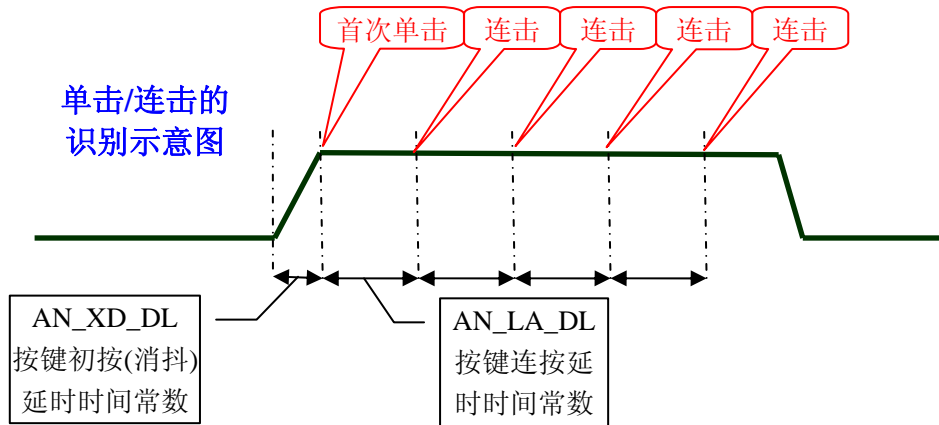 首次单击
连击
连击
连击
连击
单击/连击的
识别示意图
AN_XD_DL
按键初按(消抖)
延时时间常数
AN_LA_DL
按键连按延
时时间常数